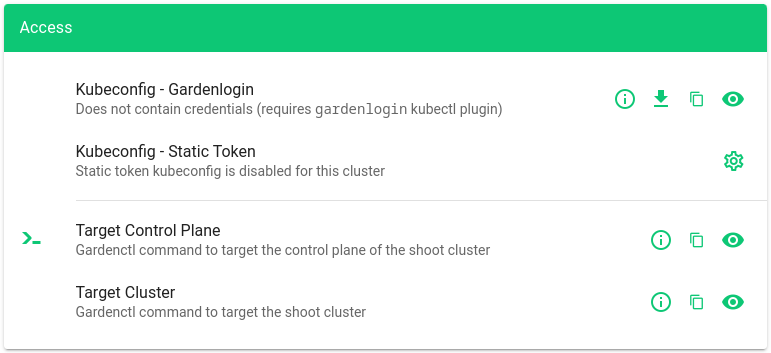 Access
Kubeconfig - Gardenlogin
Does not contain credentials (requires gardenlogin kubectl plugin)
Kubeconfig - Static Token
Static token kubeconfig is disabled for this cluster
Target Control Plane
Gardenctl command to target the control plane of the shoot cluster
Target Cluster
Gardenctl command to target the shoot cluster